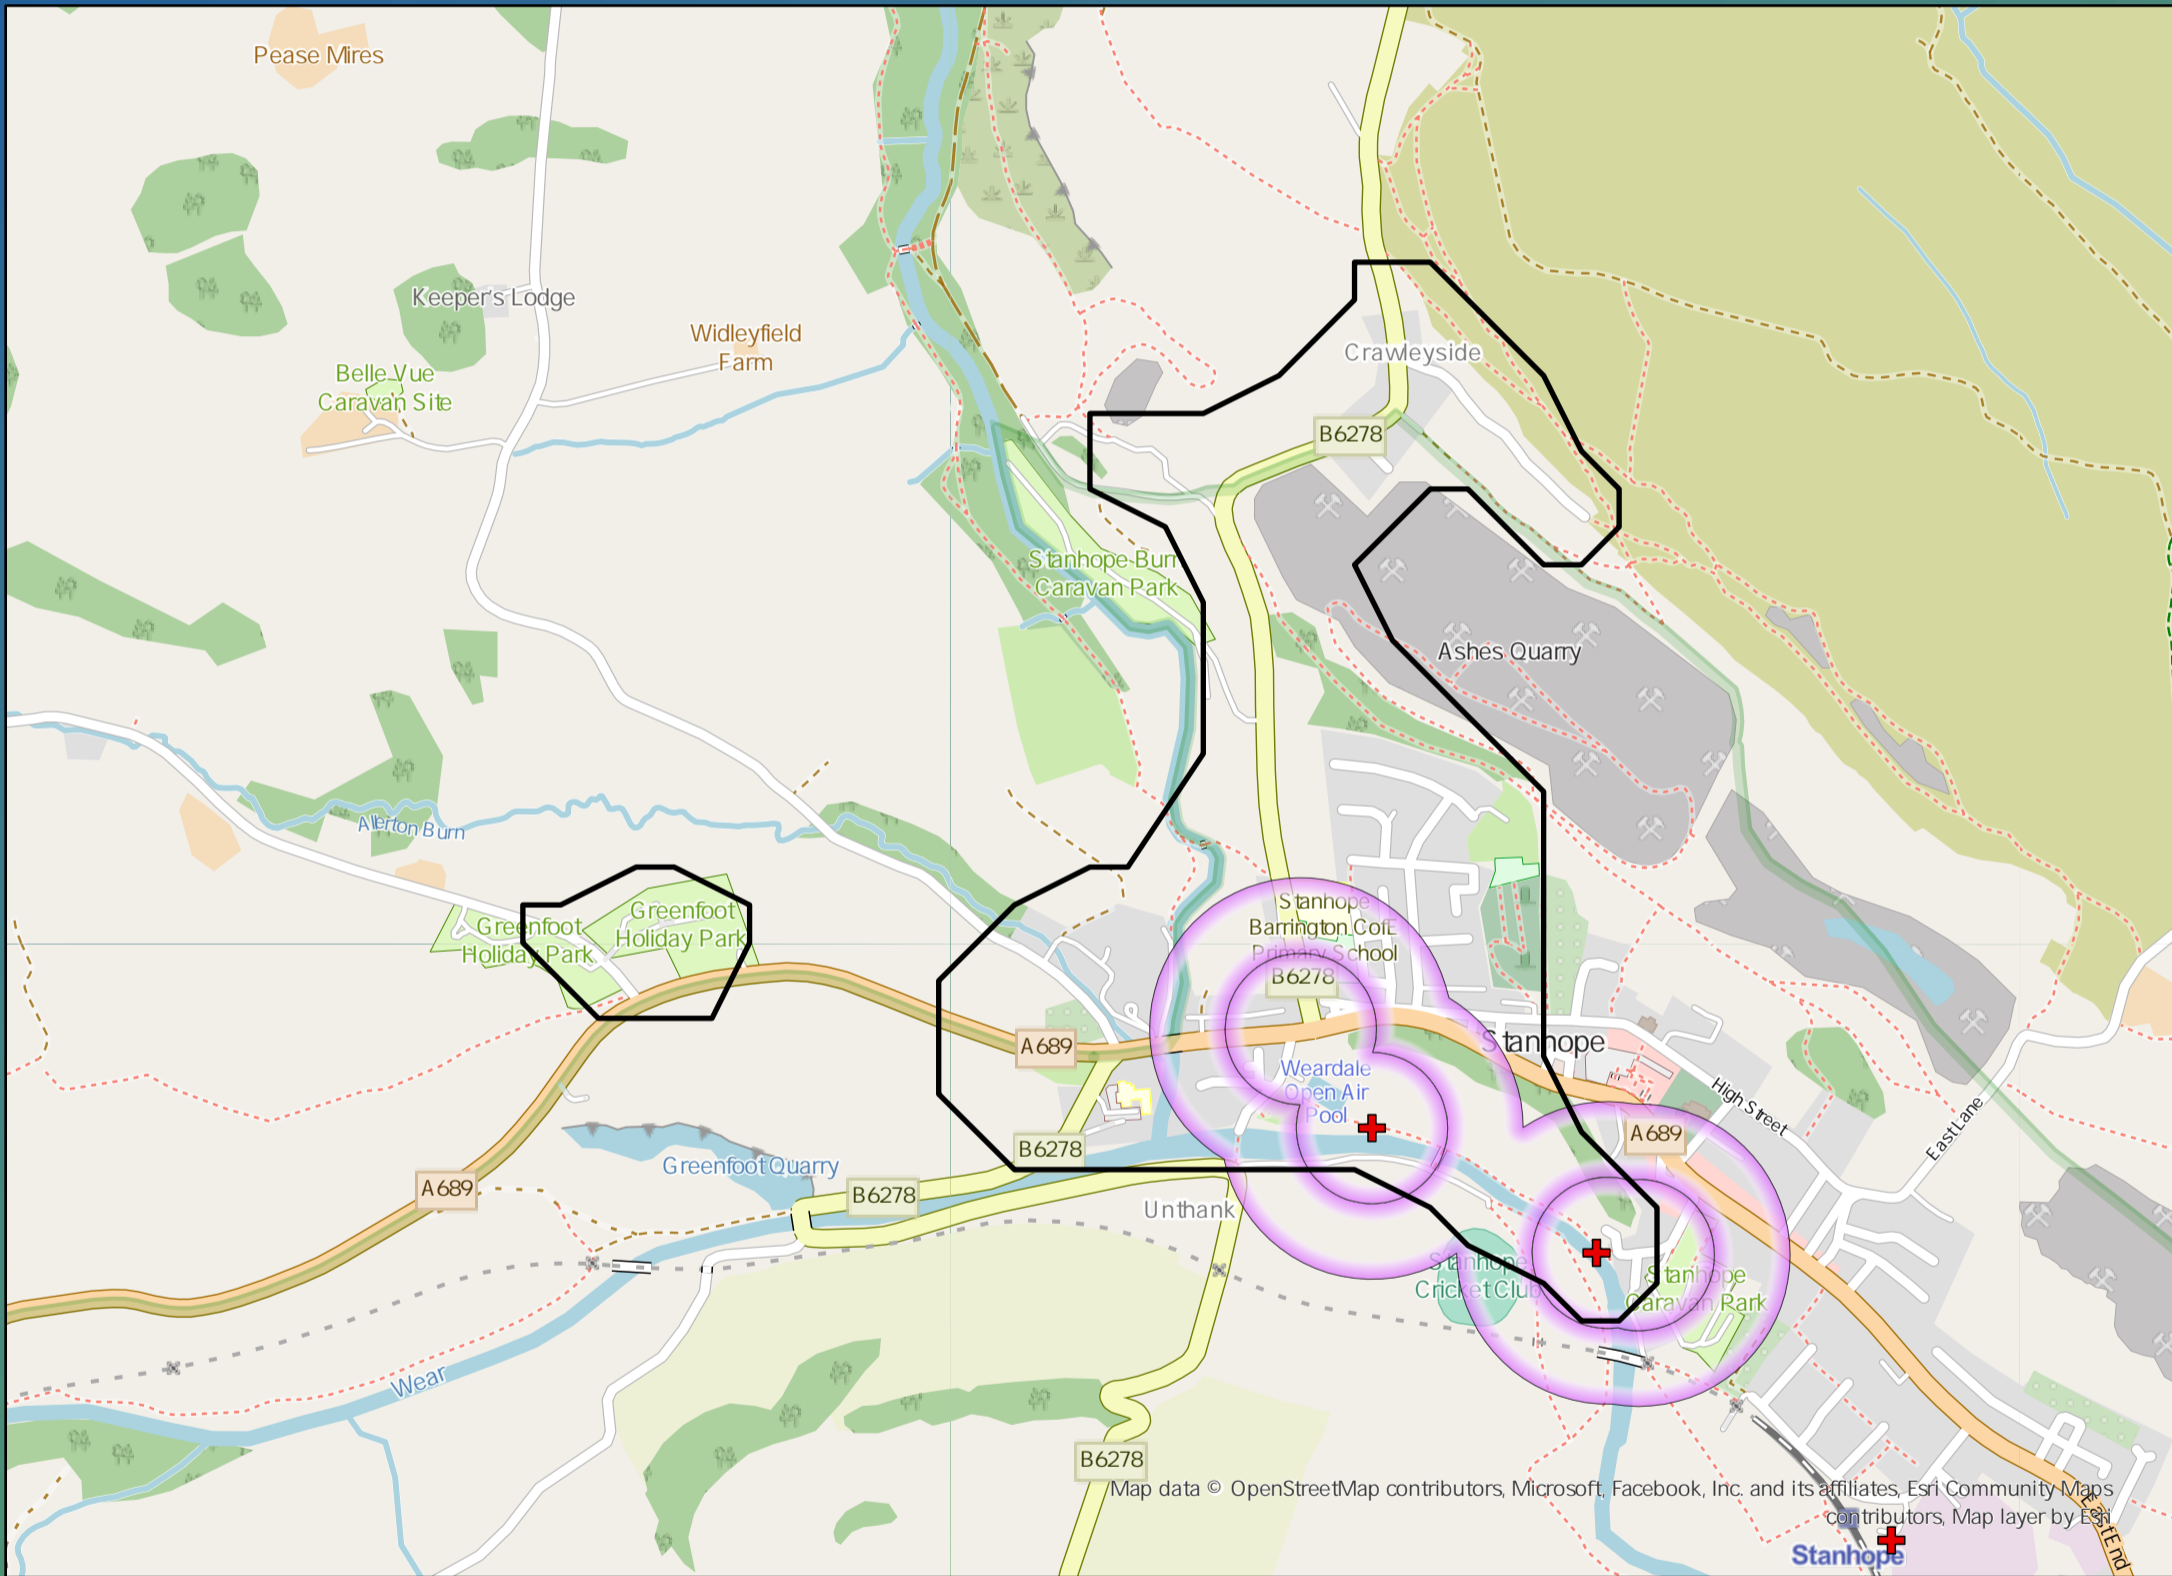 Pease Mires
Keeper's Lodge
Widleyfield
Farm
Belle Vue
Caravan Site
Crawleyside
B6278
Stanhope Burn
Caravan Park
Ashes Quarry
Allerton Burn
Greenfoot
Holiday Park
Greenfoot
Holiday Park
Stanhope
Barrington CofE
Primary School
B6278
A689
Stanhope
Weardale
Open Air
Pool
High Street
East Lane
A689
B6278
Greenfoot Quarry
A689
B6278
Unthank
Stanhope
Cricket Club
Stanhope
Caravan Park
Wear
B6278
Map data © OpenStreetMap contributors, Microsoft, Facebook, Inc. and its affiliates, Esri Community Maps
contributors, Map layer by Esri
East End
Stanhope